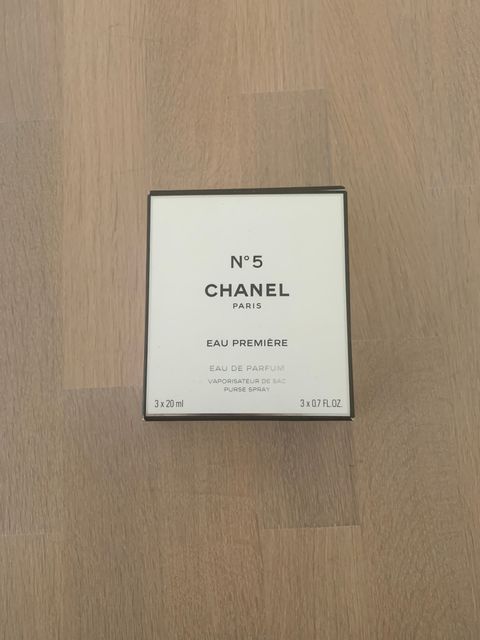 N°5
CHANEL
PARIS
EAU PREMIÈRE
EAU DE PARFUM
VAPORISATEUR DE SAC
PURSE SPRAY
3 x 20 ml 3 x 0.7 FL.OZ.